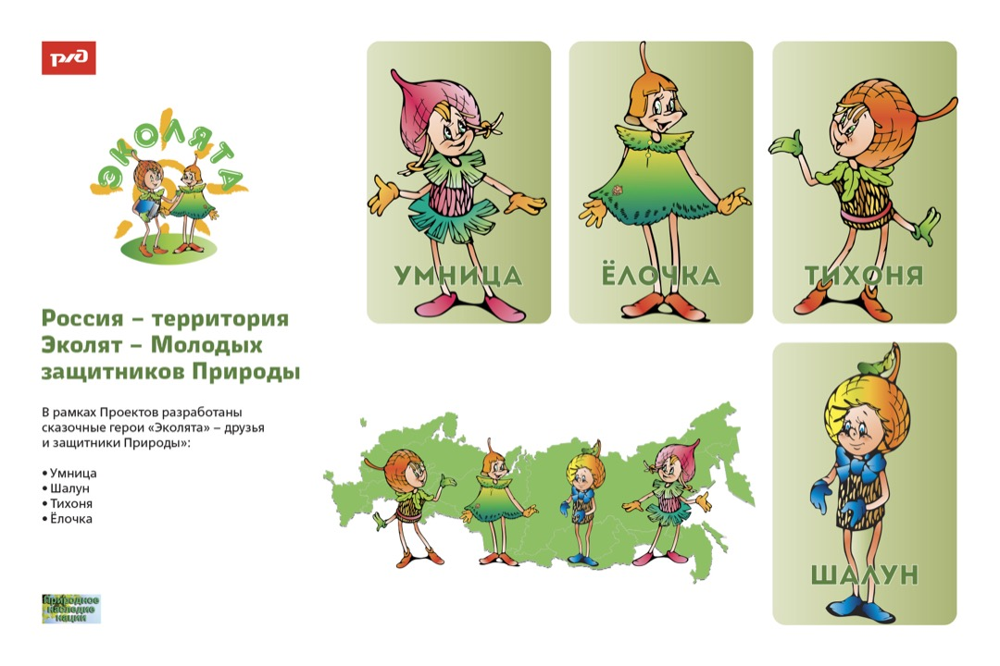 РЖД
ЭКОЛЯТА
Россия – территория
Эколят – Молодых
защитников Природы
В рамках Проектов разработаны
сказочные герои «Эколята» – друзья
и защитники Природы»:
• Умница
• Шалун
• Тихоня
• Ёлочка
Природное
наследие
нации
УМНИЦА
ЁЛОЧКА
ТИХОНЯ
ШАЛУН